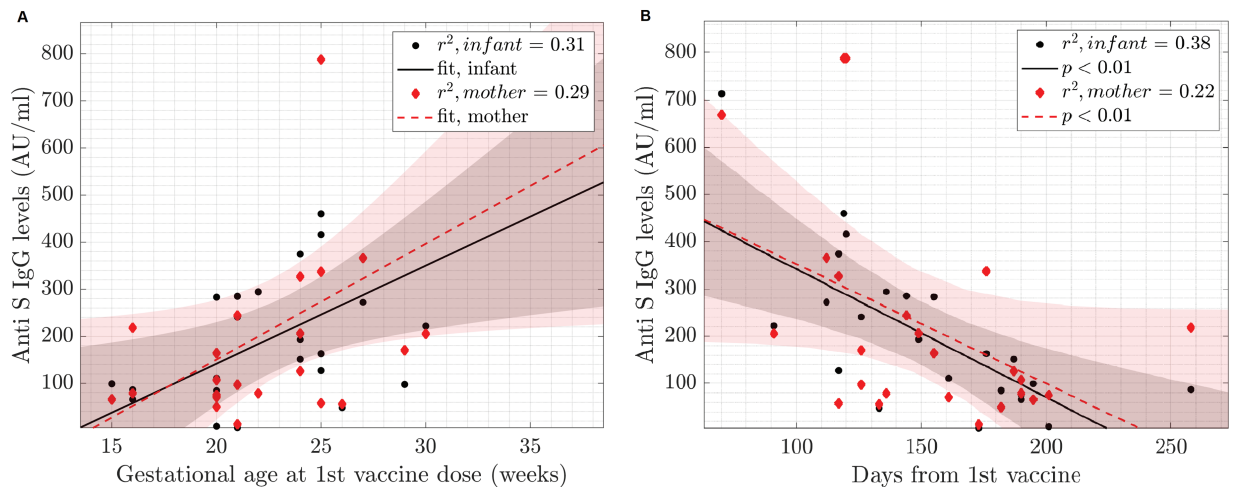 A
Anti S IgG levels (AU/ml)
800
700
600
500
400
300
200
100
15
20
25
30
35
Gestational age at 1st vaccine dose (weeks)
r², infant = 0.31
fit, infant
r², mother = 0.29
fit, mother
B
Anti S IgG levels (AU/ml)
800
700
600
500
400
300
200
100
100
150
200
250
Days from 1st vaccine
r², infant = 0.38
p < 0.01
r², mother = 0.22
p < 0.01